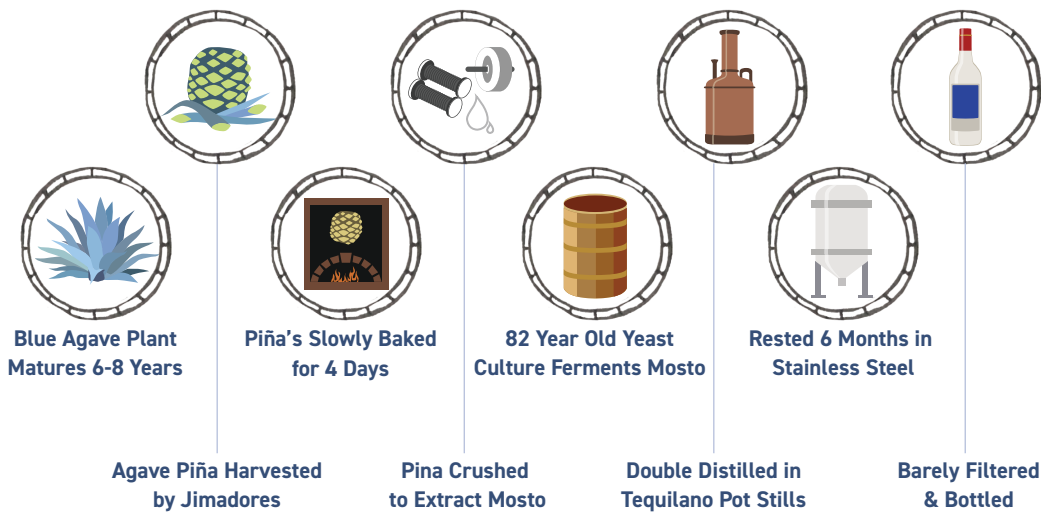 Blue Agave Plant
Matures 6-8 Years
Agave Piña Harvested
by Jimadores
Piña's Slowly Baked
for 4 Days
Pina Crushed
to Extract Mosto
82 Year Old Yeast
Culture Ferments Mosto
Double Distilled in
Tequilano Pot Stills
Rested 6 Months in
Stainless Steel
Barely Filtered
& Bottled